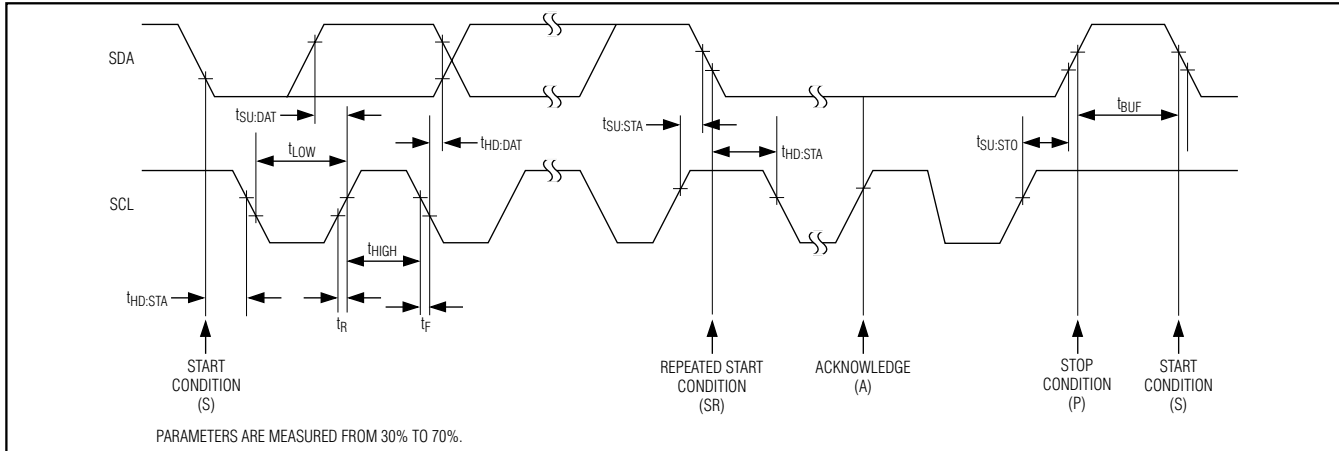 SDA
tSU:DAT
tLOW
tHD:DAT
tSU:STA
tHD:STA
tBUF
tSU:STO
SCL
tHIGH
tHD:STA
tR
tF
START
CONDITION
(S)
REPEATED START
CONDITION
(SR)
ACKNOWLEDGE
(A)
STOP
CONDITION
(P)
START
CONDITION
(S)
PARAMETERS ARE MEASURED FROM 30% TO 70%.